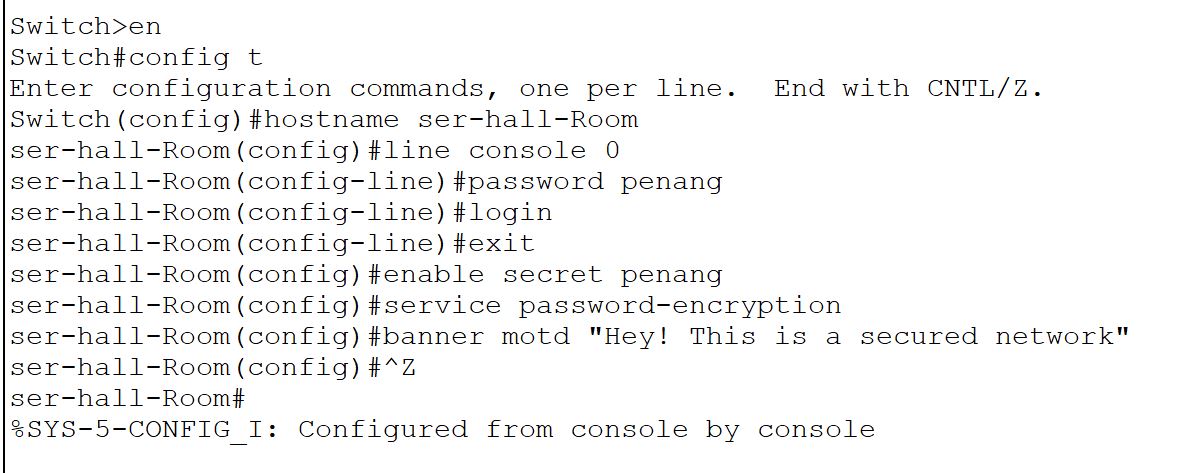 Switch>en
Switch#config t
Enter configuration commands, one per line.  End with CNTL/Z.
Switch(config)#hostname ser-hall-Room
ser-hall-Room(config)#line console 0
ser-hall-Room(config-line)#password penang
ser-hall-Room(config-line)#login
ser-hall-Room(config-line)#exit
ser-hall-Room(config)#enable secret penang
ser-hall-Room(config)#service password-encryption
ser-hall-Room(config)#banner motd "Hey! This is a secured network"
ser-hall-Room(config)#^Z
ser-hall-Room#
%SYS-5-CONFIG_I: Configured from console by console